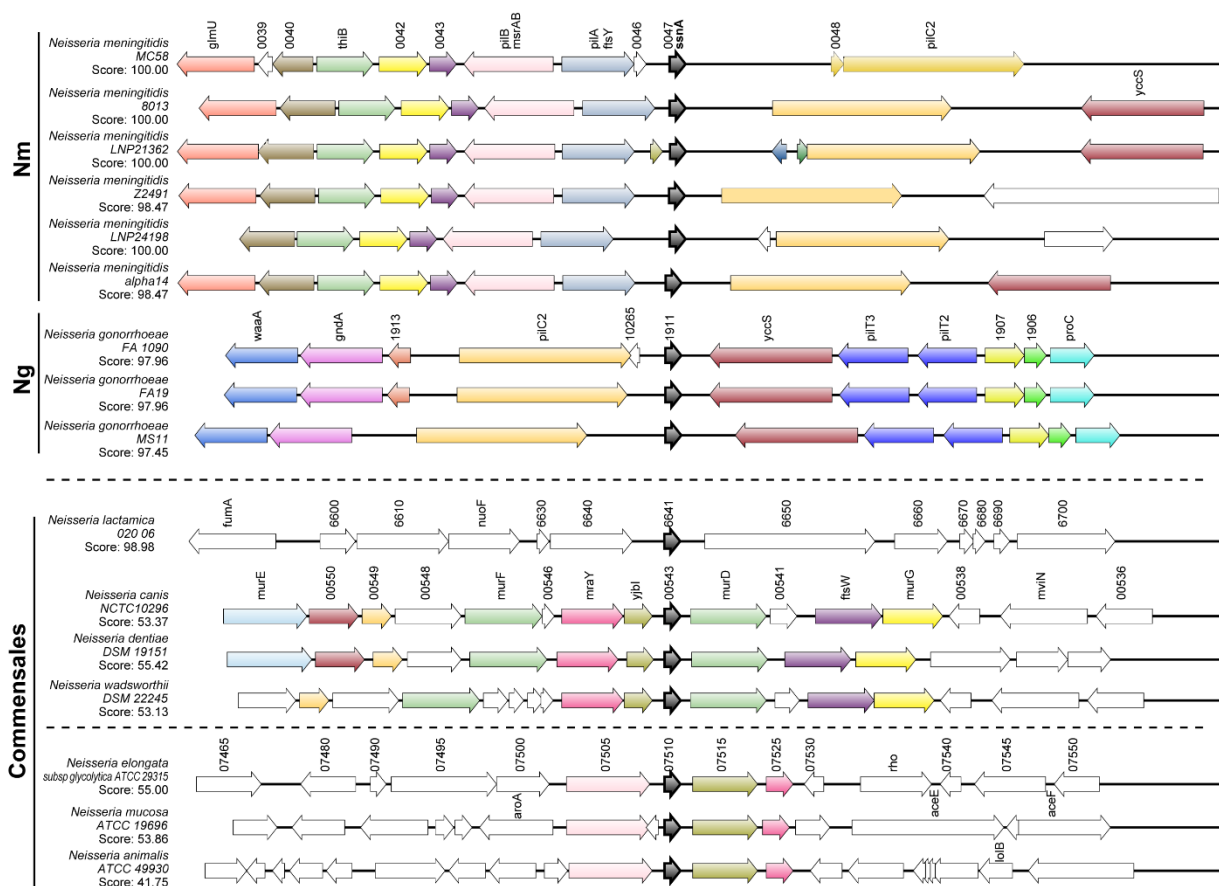 glmU 0039 0040 thiB 0042 0043 pilB msrAB pilA ftsY 0046 0047 ssnA 0048 pilC2
Nm
Neisseria meningitidis
MC58
Score: 100.00
Neisseria meningitidis
8013
Score: 100.00
yccS
Neisseria meningitidis
LNP21362
Score: 100.00
Neisseria meningitidis
Z2491
Score: 98.47
Neisseria meningitidis
LNP24198
Score: 100.00
Neisseria meningitidis
alpha14
Score: 98.47
Ng
waaA gndA 1913 pilC2 10265 1911 yccS pilT3 pilT2 1907 1906 proC
Neisseria gonorrhoeae
FA 1090
Score: 97.96
Neisseria gonorrhoeae
FA19
Score: 97.96
Neisseria gonorrhoeae
MS11
Score: 97.45
Commensales
fumA 6600 6610 nuoF 6630 6640 6641 6650 6660 6670 6680 6690 6700
Neisseria lactamica
020 06
Score: 98.98
murE 00550 00549 00548 murF 00546 mraY yjbI 00543 murD 00541 ftsW murG 00538 mviN 00536
Neisseria canis
NCTC10296
Score: 53.37
Neisseria dentiae
DSM 19151
Score: 55.42
Neisseria wadsworthii
DSM 22245
Score: 53.13
07465 07480 07490 07495 07500 07505 07510 07515 07525 07530 rho 07540 07545 07550
Neisseria elongata
subsp glycolytica ATCC 29315
Score: 55.00
aroA aceE aceF
Neisseria mucosa
ATCC 19696
Score: 53.86
lolB
Neisseria animalis
ATCC 49930
Score: 41.75